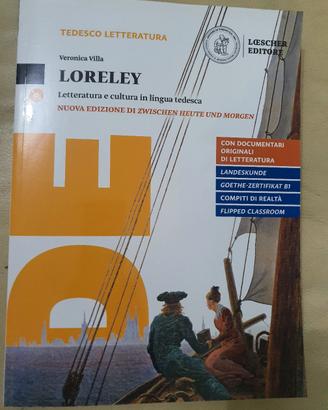 TEDESCO LETTERATURA
LŒSCHER
EDITORE
Veronica Villa
LORELEY
Letteratura e cultura in lingua tedesca
NUOVA EDIZIONE DI ZWISCHEN HEUTE UND MORGEN
CON DOCUMENTARI
ORIGINALI
DI LETTERATURA
LANDESKUNDE
GOETHE-ZERTIFIKAT B1
COMPITI DI REALTÀ
FLIPPED CLASSROOM
DE